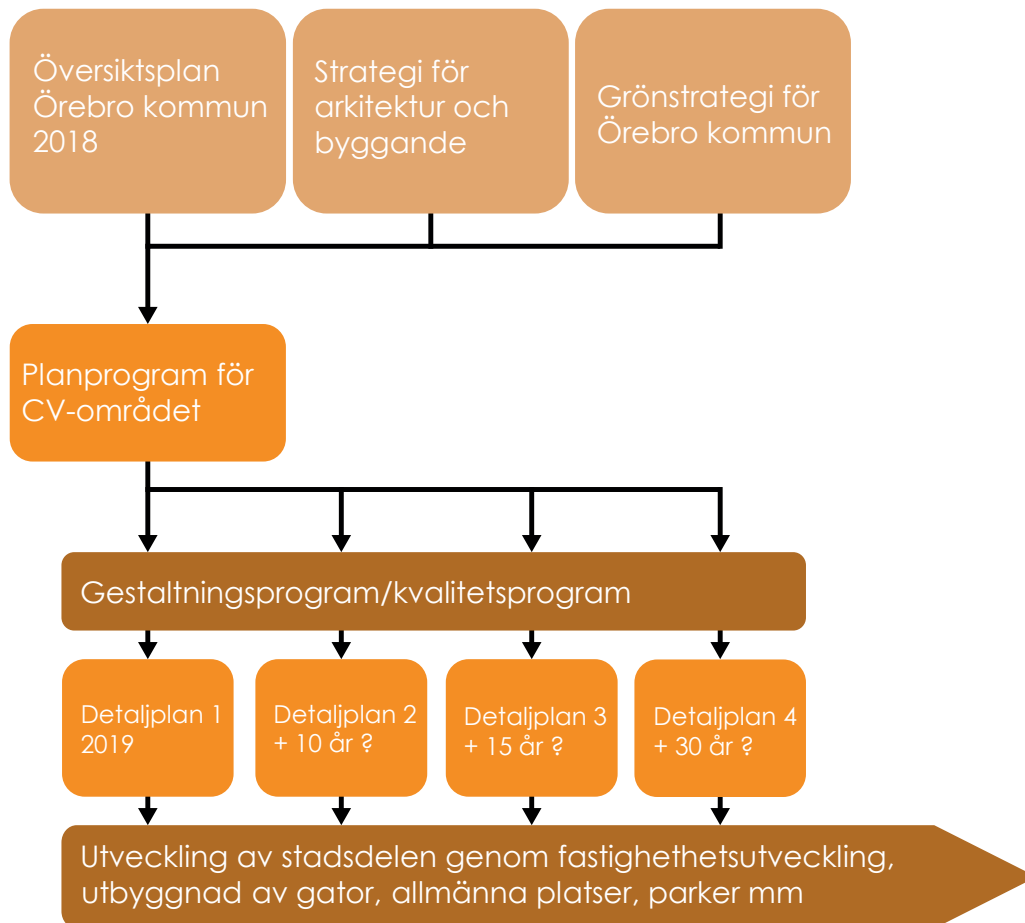 Översiktsplan
Örebro kommun
2018
Strategi för
arkitektur och
byggande
Grönstrategi för
Örebro kommun
Planprogram för
CV-området
Gestaltningsprogram/kvalitetsprogram
Detaljplan 1
2019
Detaljplan 2
+ 10 år ?
Detaljplan 3
+ 15 år ?
Detaljplan 4
+ 30 år ?
Utveckling av stadsdelen genom fastighethetsutveckling,
utbyggnad av gator, allmänna platser, parker mm